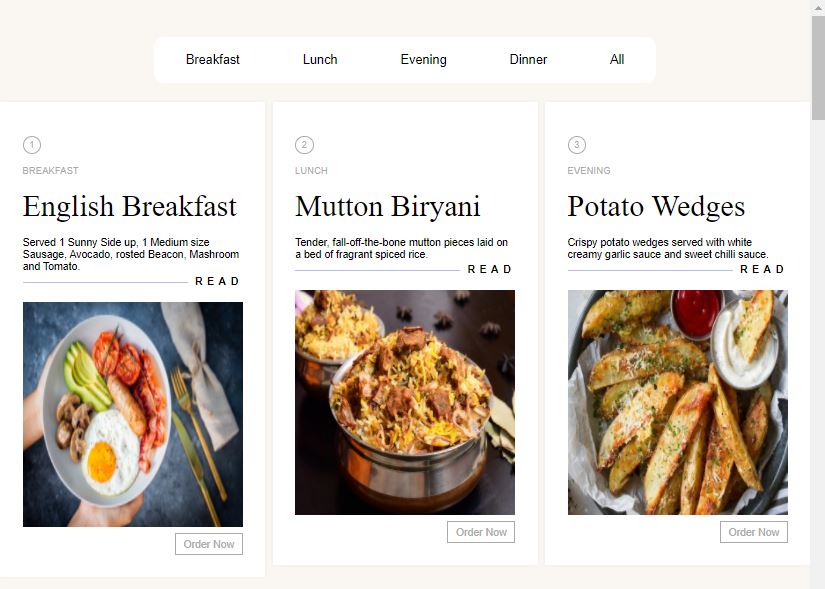 Breakfast Lunch Evening Dinner All
1
BREAKFAST
English Breakfast
Served 1 Sunny Side up, 1 Medium size
Sausage, Avocado, rosted Beacon, Mashroom
and Tomato.
READ
Order Now
2
LUNCH
Mutton Biryani
Tender, fall-off-the-bone mutton pieces laid on
a bed of fragrant spiced rice.
READ
Order Now
3
EVENING
Potato Wedges
Crispy potato wedges served with white
creamy garlic sauce and sweet chilli sauce.
READ
Order Now